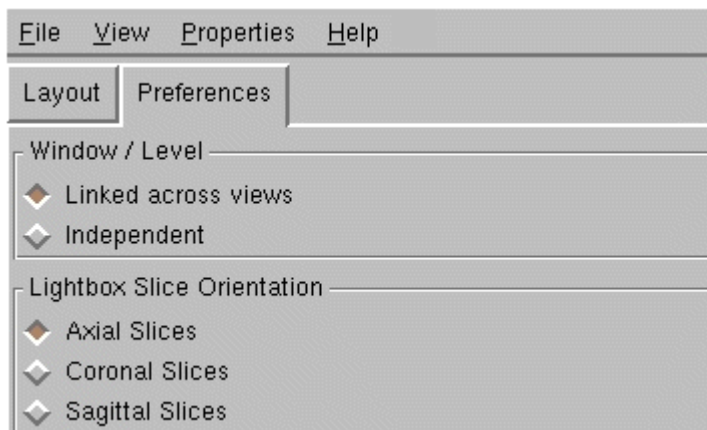 File View Properties Help
Layout Preferences
Window / Level
Linked across views
Independent
Lightbox Slice Orientation
Axial Slices
Coronal Slices
Sagittal Slices